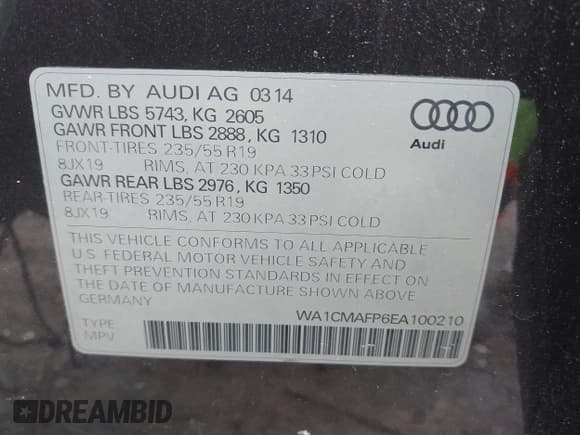 MFD. BY AUDI AG 0314
GVWR LBS 5743, KG 2605
GAWR FRONT LBS 2888, KG 1310
FRONT-TIRES 235/55 R19
8JX19 RIMS, AT 230 KPA 33 PSI COLD
GAWR REAR LBS 2976, KG 1350
REAR-TIRES 235/55 R19
8JX19 RIMS, AT 230 KPA 33 PSI COLD
Audi
THIS VEHICLE CONFORMS TO ALL APPLICABLE
U.S. FEDERAL MOTOR VEHICLE SAFETY AND
THEFT PREVENTION STANDARDS IN EFFECT ON
THE DATE OF MANUFACTURE SHOWN ABOVE
GERMANY
WA1CMAFP6EA100210
TYPE
MPV
DREAMBID